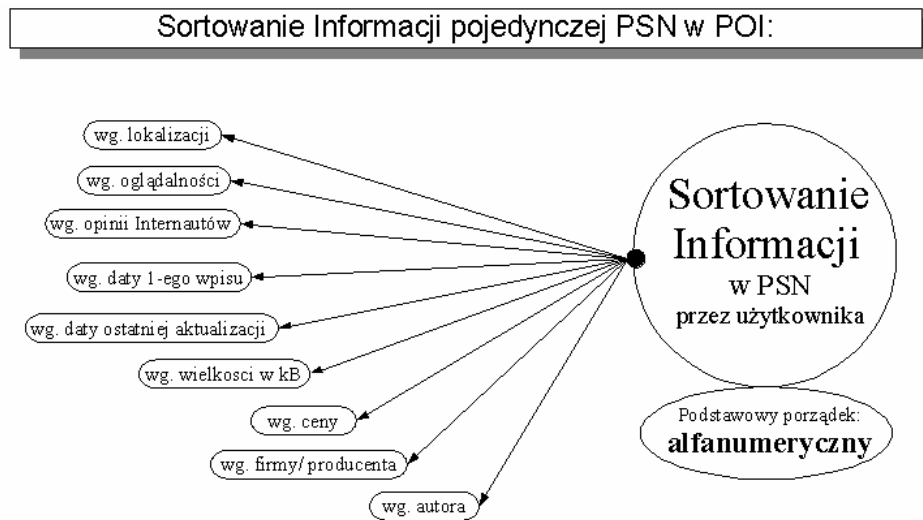 Sortowanie Informacji pojedynczej PSN w POI:
wg. lokalizacji
wg. oglądalności
wg. opinii Internautów
wg. daty 1-ego wpisu
wg. daty ostatniej aktualizacji
wg. wielkosci w kB
wg. ceny
wg. firmy/ producenta
wg. autora
Sortowanie
Informacji
w PSN
przez użytkownika
Podstawowy porządek:
alfanumeryczny